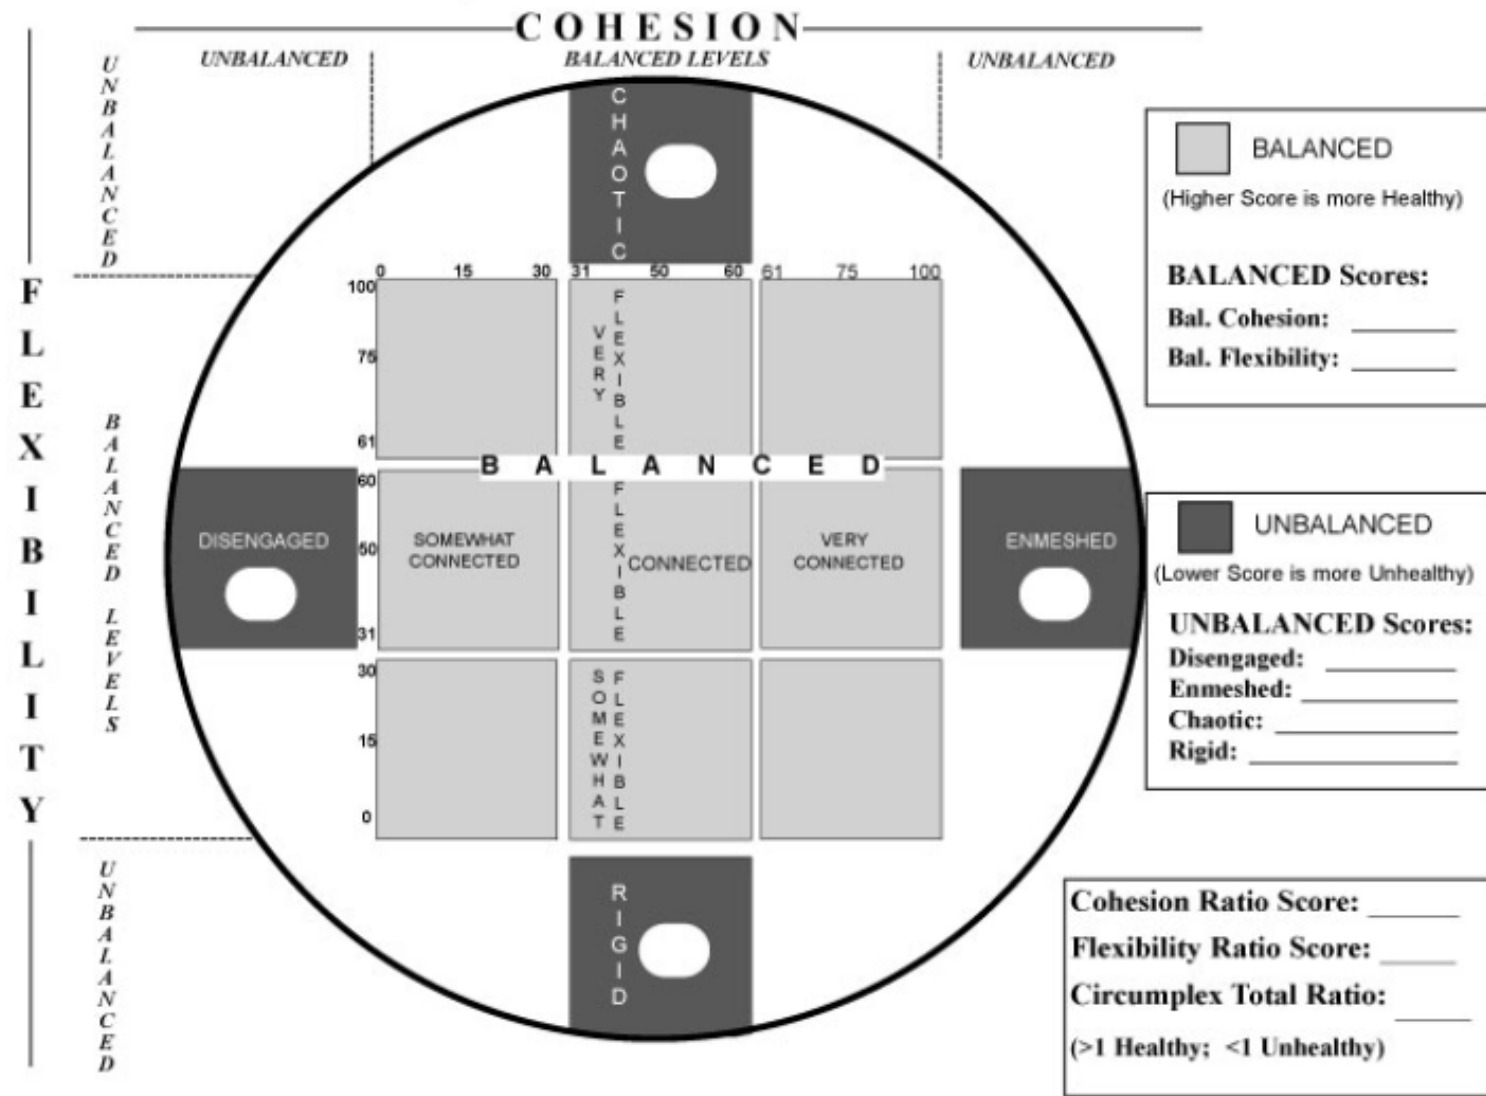 COHESION
UNBALANCED
BALANCED LEVELS
UNBALANCED
FLEXIBILITY
UNBALANCED
BALANCED LEVELS
UNBALANCED
CHAOTIC
0 15 30 31 50 60 61 75 100
100
75
61
60
50
31
30
15
0
VERY
FLEXIBLE
BALANCED
DISENGAGED
SOMEWHAT
CONNECTED
FLEXIBLE
CONNECTED
VERY
CONNECTED
ENMESHED
SOMEWHAT
FLEXIBLE
RIGID
BALANCED
(Higher Score is more Healthy)
BALANCED Scores:
Bal. Cohesion:
Bal. Flexibility:
UNBALANCED
(Lower Score is more Unhealthy)
UNBALANCED Scores:
Disengaged:
Enmeshed:
Chaotic:
Rigid:
Cohesion Ratio Score:
Flexibility Ratio Score:
Circumplex Total Ratio:
(>1 Healthy; <1 Unhealthy)